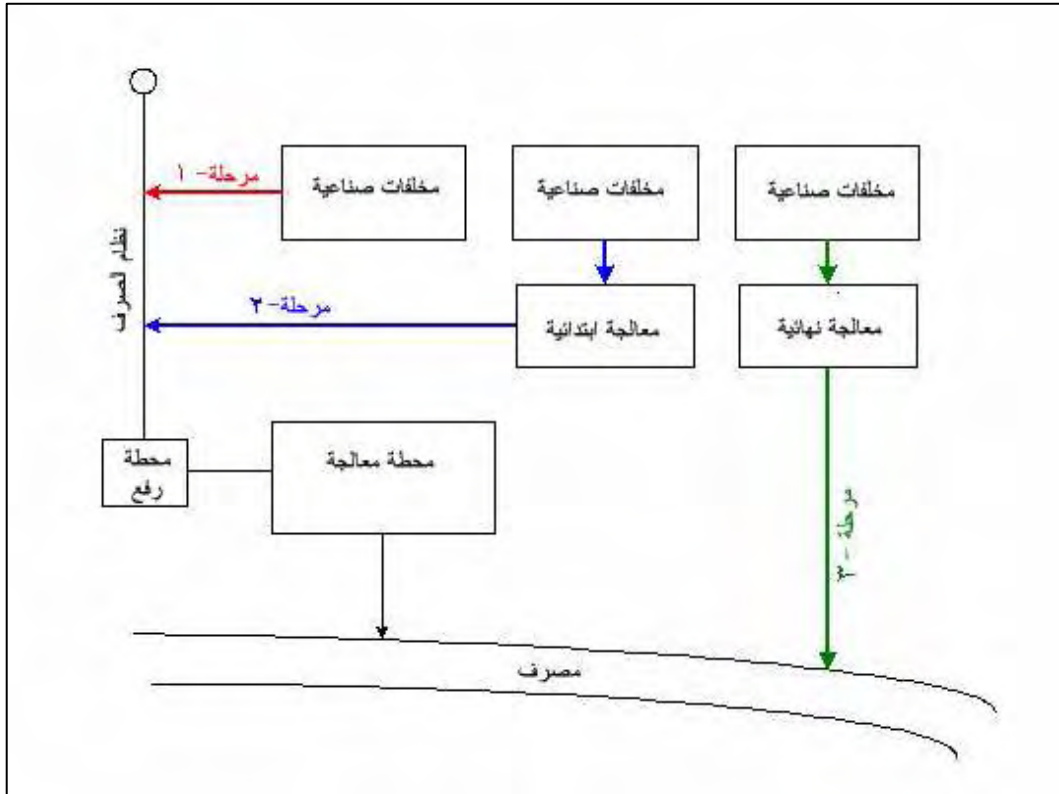 مخلفات صناعية
مخلفات صناعية
مخلفات صناعية
مرحلة- ١
نظام الصرف
معالجة نهائية
معالجة ابتدائية
مرحلة- ٢
محطة معالجة
محطة
رفع
مرحلة -٣
مصرف